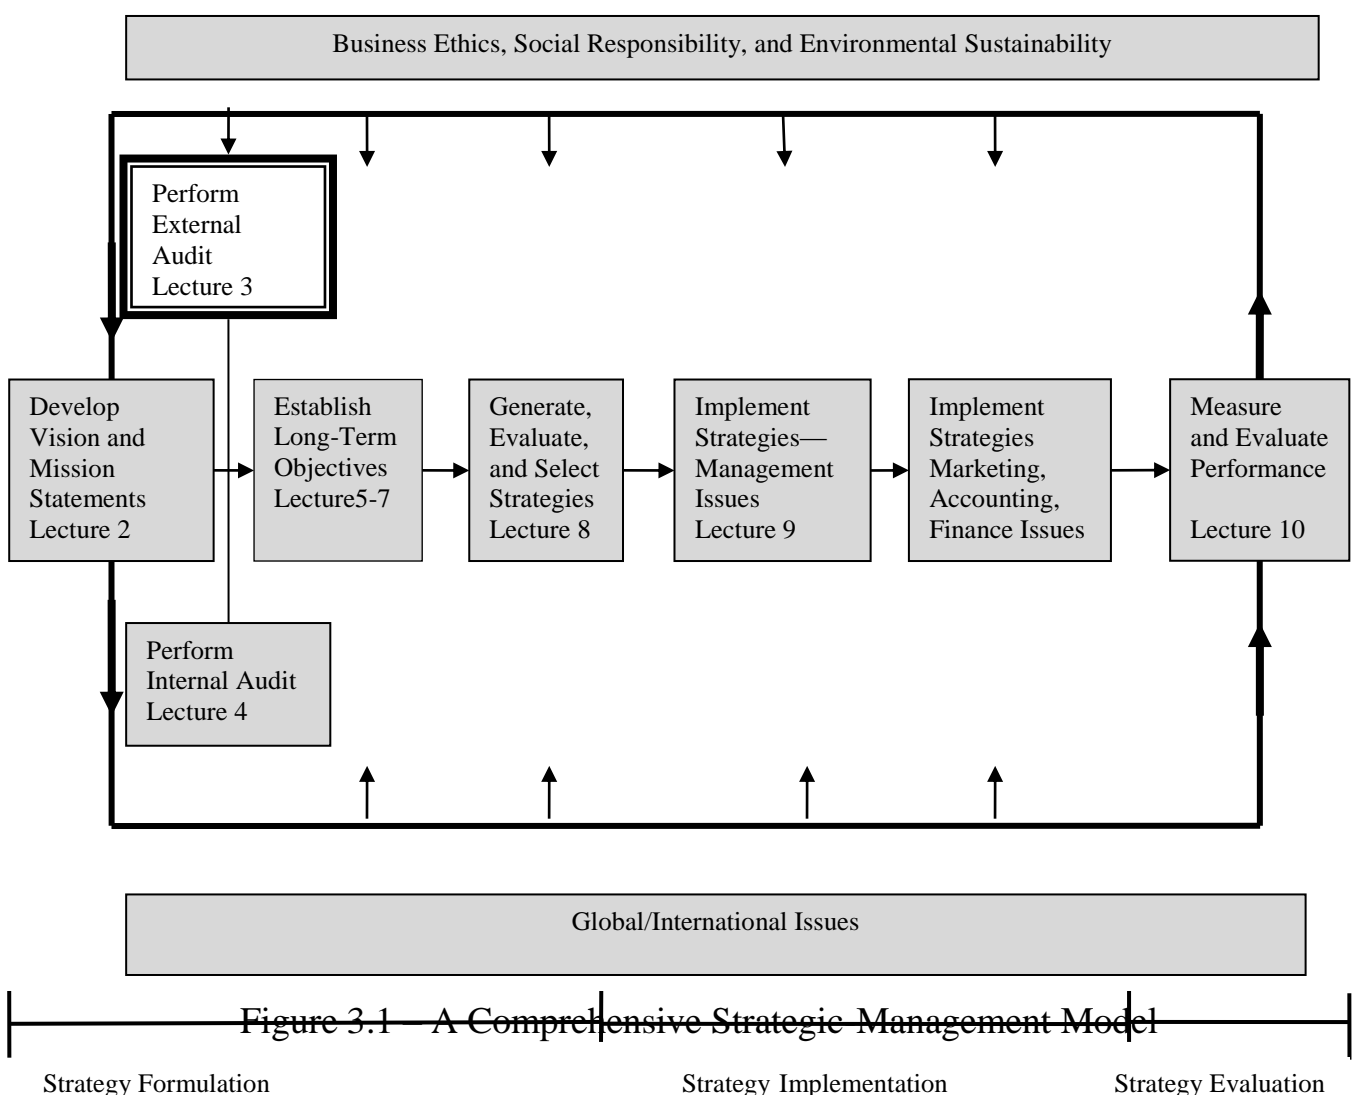 Business Ethics, Social Responsibility, and Environmental Sustainability
Perform
External
Audit
Lecture 3
Develop
Vision and
Mission
Statements
Lecture 2
Establish
Long-Term
Objectives
Lecture5-7
Generate,
Evaluate,
and Select
Strategies
Lecture 8
Implement
Strategies—
Management
Issues
Lecture 9
Implement
Strategies
Marketing,
Accounting,
Finance Issues
Measure
and Evaluate
Performance
Lecture 10
Perform
Internal Audit
Lecture 4
Global/International Issues
Figure 3.1 – A Comprehensive Strategic Management Model
Strategy Formulation
Strategy Implementation
Strategy Evaluation